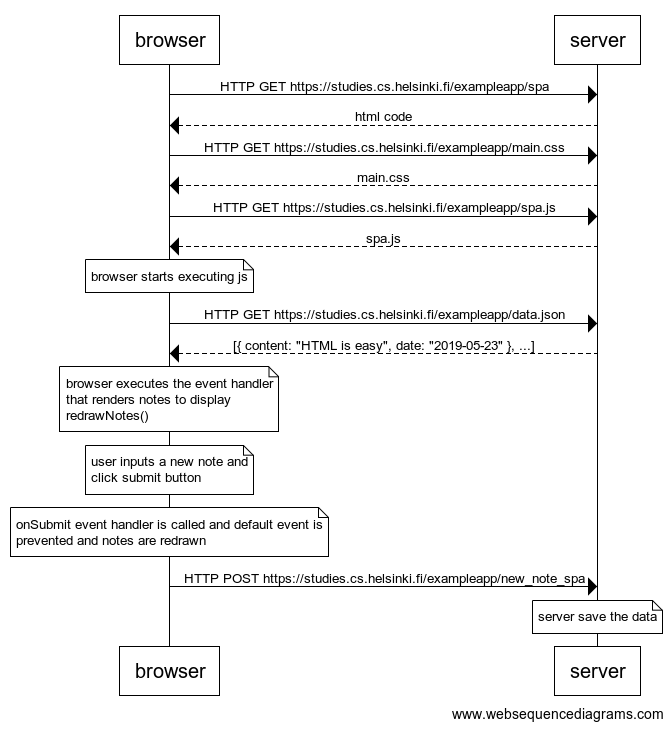 browser
server
HTTP GET https://studies.cs.helsinki.fi/exampleapp/spa
html code
HTTP GET https://studies.cs.helsinki.fi/exampleapp/main.css
main.css
HTTP GET https://studies.cs.helsinki.fi/exampleapp/spa.js
spa.js
browser starts executing js
HTTP GET https://studies.cs.helsinki.fi/exampleapp/data.json
[{ content: "HTML is easy", date: "2019-05-23" }, ...]
browser executes the event handler
that renders notes to display
redrawNotes()
user inputs a new note and
click submit button
onSubmit event handler is called and default event is
prevented and notes are redrawn
HTTP POST https://studies.cs.helsinki.fi/exampleapp/new_note_spa
server save the data
browser
server
www.websequencediagrams.com